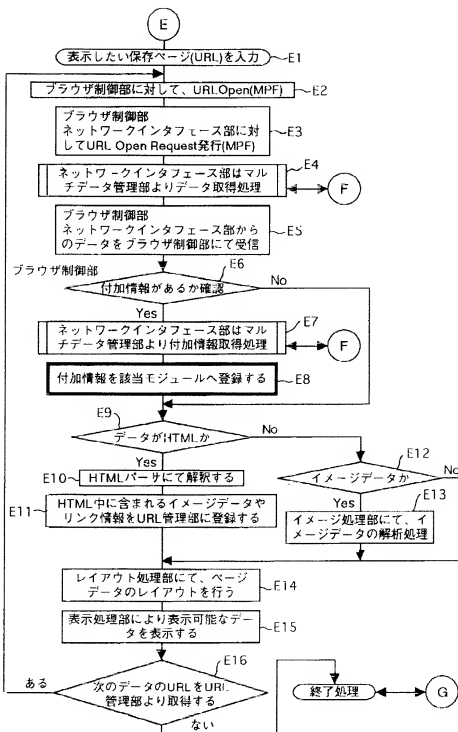 E
表示したい保存ページ(URL)を入力
E1
ブラウザ制御部に対して、URLOpen(MPF)
E2
ブラウザ制御部
ネットワークインタフェース部に対
してURL Open Request発行(MPF)
E3
ネットワークインタフェース部はマル
チデータ管理部よりデータ取得処理
E4
F
ブラウザ制御部
ネットワークインタフェース部から
のデータをブラウザ制御部にて受信
E5
ブラウザ制御部
E6
付加情報があるか確認
No
Yes
ネットワークインタフェース部はマル
チデータ管理部より付加情報取得処理
E7
F
付加情報を該当モジュールへ登録する
E8
E9
データがHTMLか
No
Yes
E12
イメージデータか
No
E10
HTMLパーサにて解釈する
Yes
E13
E11
HTML中に含まれるイメージデータや
リンク情報をURL管理部に登録する
イメージ処理部にて、イ
メージデータの解析処理
レイアウト処理部にて、ページ
データのレイアウトを行う
E14
表示処理部により表示可能なデー
タを表示する
E15
E16
ある
次のデータのURLをURL
管理部より取得する
ない
終了処理
G